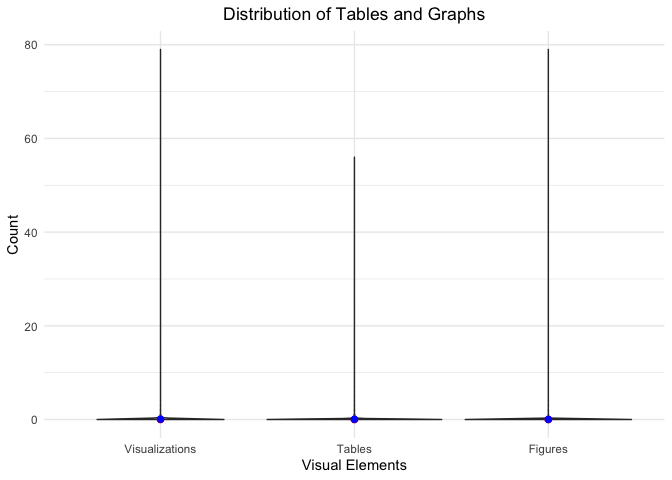 Distribution of Tables and Graphs
80
60
40
20
0
Count
Visualizations Tables Figures
Visual Elements